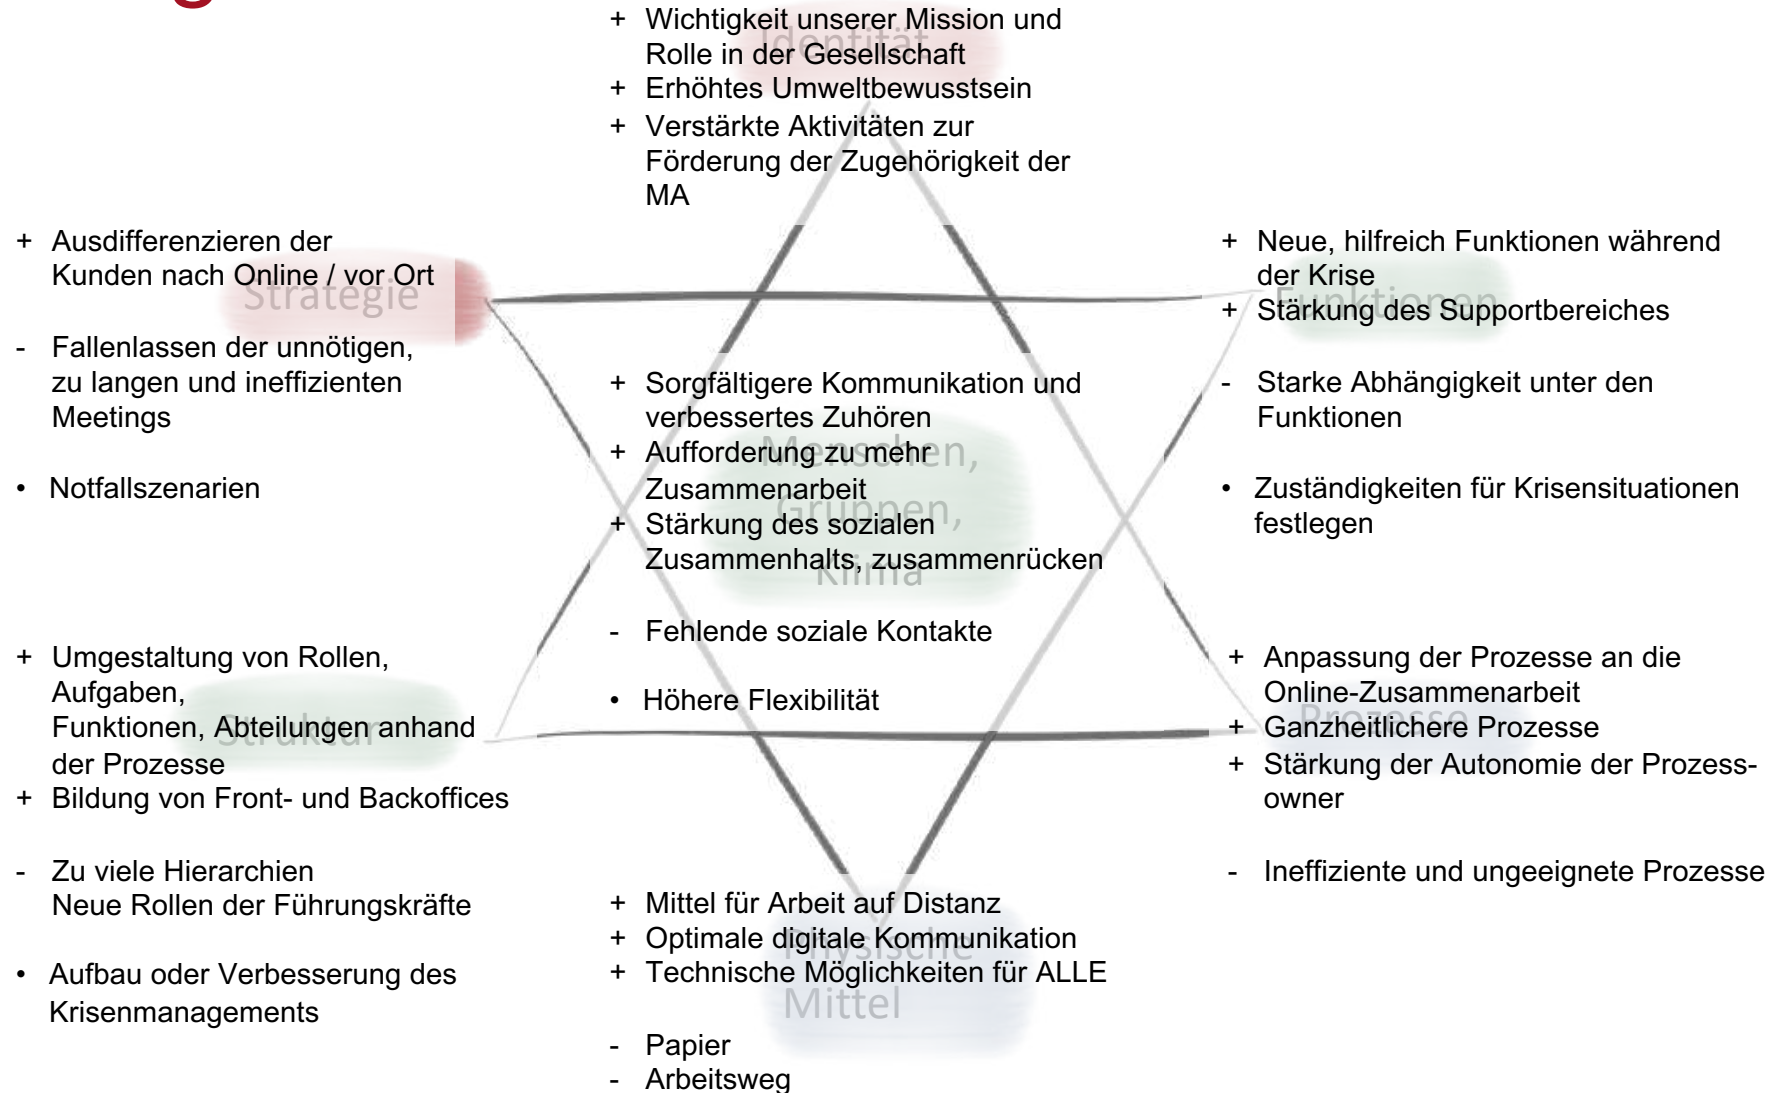 + Wichtigkeit unserer Mission und
Rolle in der Gesellschaft
+ Erhöhtes Umweltbewusstsein
+ Verstärkte Aktivitäten zur
Förderung der Zugehörigkeit der
MA
Identität
+ Ausdifferenzieren der
Kunden nach Online / vor Ort
Strategie
- Fallenlassen der unnötigen,
zu langen und ineffizienten
Meetings
• Notfallszenarien
+ Neue, hilfreich Funktionen während
der Krise
+ Stärkung des Supportbereiches
Funktionen
- Starke Abhängigkeit unter den
Funktionen
• Zuständigkeiten für Krisensituationen
festlegen
+ Sorgfältigere Kommunikation und
verbessertes Zuhören
+ Aufforderung zu mehr
Zusammenarbeit
+ Stärkung des sozialen
Zusammenhalts, zusammenrücken
Menschen,
Gruppen,
Klima
- Fehlende soziale Kontakte
• Höhere Flexibilität
+ Umgestaltung von Rollen,
Aufgaben,
Funktionen, Abteilungen anhand
der Prozesse
+ Bildung von Front- und Backoffices
Struktur
- Zu viele Hierarchien
Neue Rollen der Führungskräfte
• Aufbau oder Verbesserung des
Krisenmanagements
+ Anpassung der Prozesse an die
Online-Zusammenarbeit
+ Ganzheitlichere Prozesse
+ Stärkung der Autonomie der Prozess-
owner
Prozesse
- Ineffiziente und ungeeignete Prozesse
+ Mittel für Arbeit auf Distanz
+ Optimale digitale Kommunikation
+ Technische Möglichkeiten für ALLE
Physische
Mittel
- Papier
- Arbeitsweg